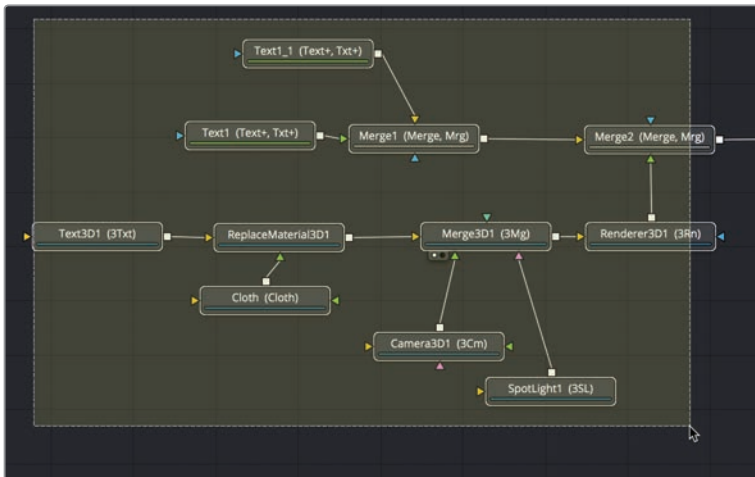 Text1_1 (Text+, Txt+)
Text1 (Text+, Txt+)
Merge1 (Merge, Mrg)
Merge2 (Merge, Mrg)
Text3D1 (3Txt)
ReplaceMaterial3D1
Merge3D1 (3Mg)
Renderer3D1 (3Rn)
Cloth (Cloth)
Camera3D1 (3Cm)
SpotLight1 (3SL)